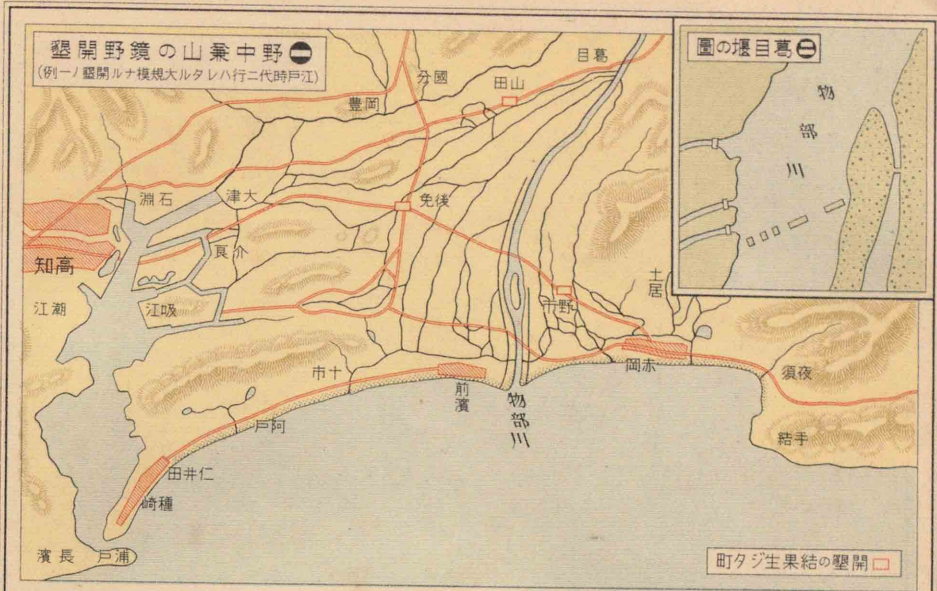 ㊀野中兼山の鏡野開墾
(江戸時代ニ行ハレタル大規模ナル開墾ノ一例)
㊁葛目堰の圖
物部川
葛目
國分
山田
豊岡
石淵
大津
後免
介良
高知
潮江
吸江
土居
野市
赤岡
夜須
手結
十市
前濱
物部川
阿戸
仁井田
種崎
浦戸
長濱
開墾の結果生ジタ町